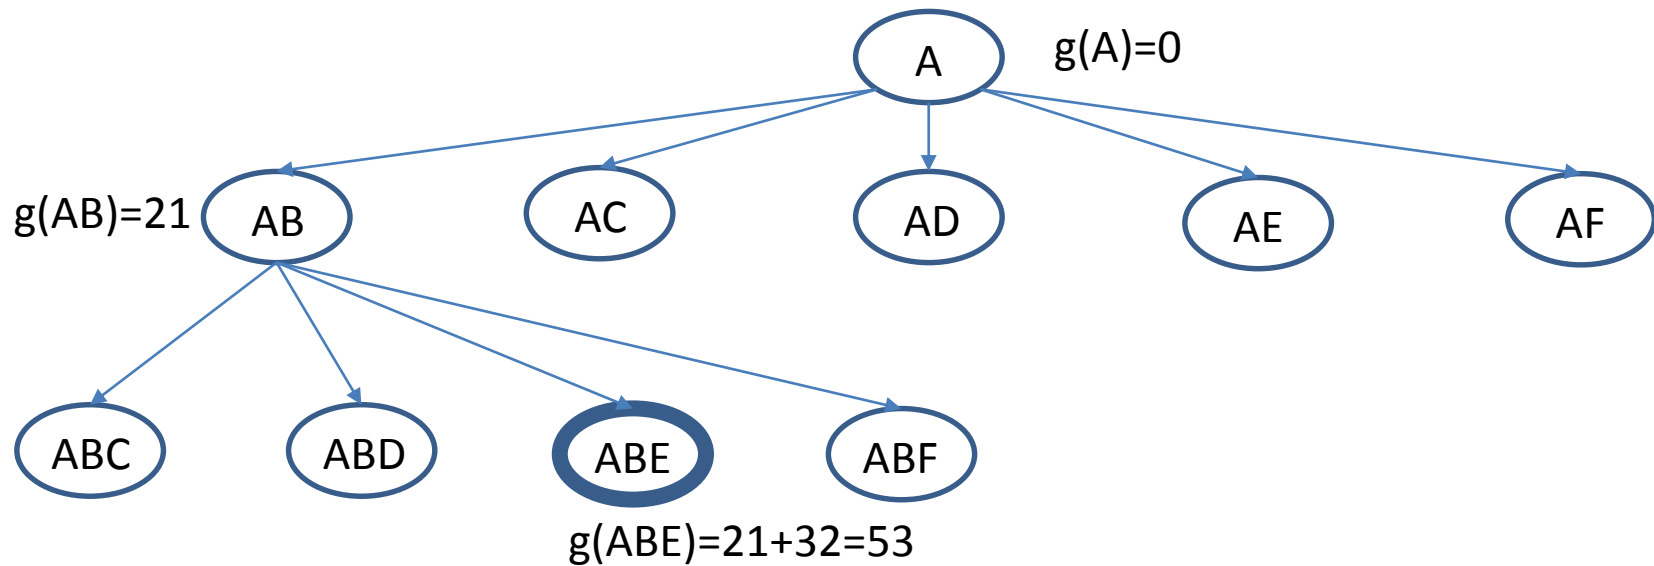 A
g(A)=0
g(AB)=21
AB
AC
AD
AE
AF
ABC
ABD
ABE
ABF
g(ABE)=21+32=53